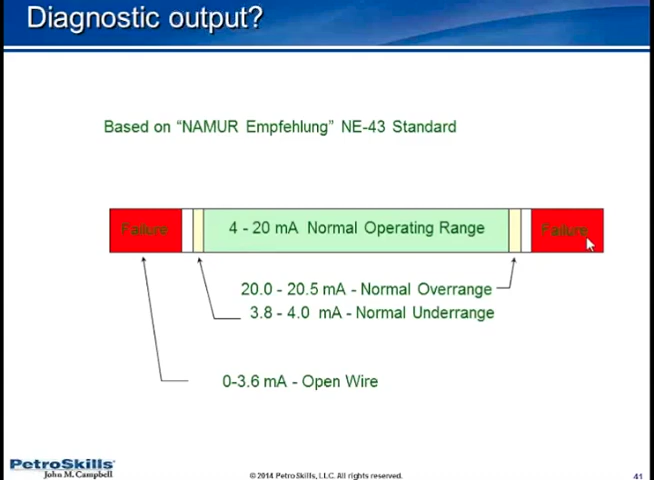 Diagnostic output?
Based on “NAMUR Empfehlung” NE-43 Standard
Failure 4 - 20 mA Normal Operating Range Failure
20.0 - 20.5 mA - Normal Overrange
3.8 - 4.0 mA - Normal Underrange
0-3.6 mA - Open Wire
PetroSkills
John M. Campbell
© 2014 PetroSkills, LLC. All rights reserved.
41